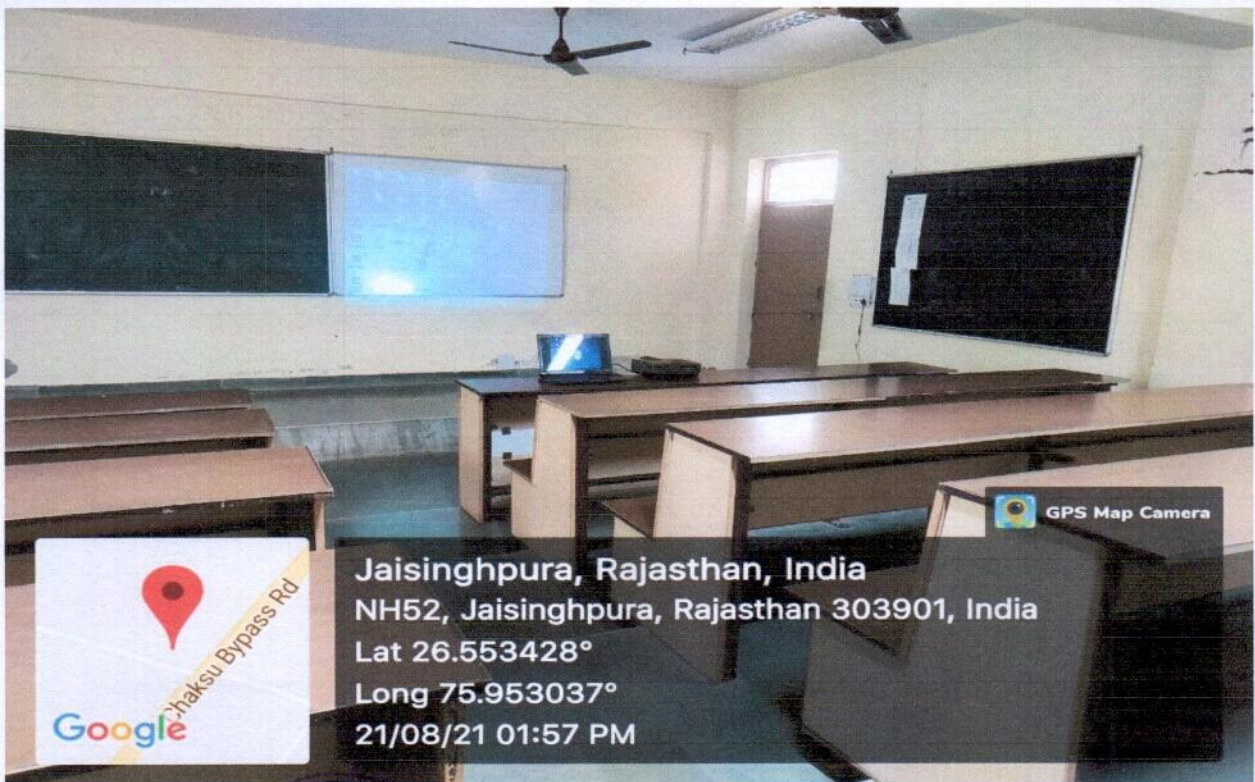 GPS Map Camera
Jaisinghpura, Rajasthan, India
NH52, Jaisinghpura, Rajasthan 303901, India
Lat 26.553428°
Long 75.953037°
21/08/21 01:57 PM
Chaksu Bypass Rd
Google